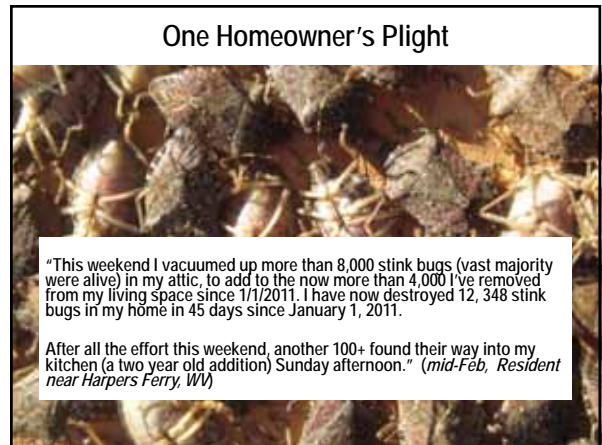 One Homeowner's Plight
“This weekend I vacuumed up more than 8,000 stink bugs (vast majority
were alive) in my attic, to add to the now more than 4,000 I've removed
from my living space since 1/1/2011. I have now destroyed 12, 348 stink
bugs in my home in 45 days since January 1, 2011.
After all the effort this weekend, another 100+ found their way into my
kitchen (a two year old addition) Sunday afternoon.” (mid-Feb, Resident
near Harpers Ferry, WV)